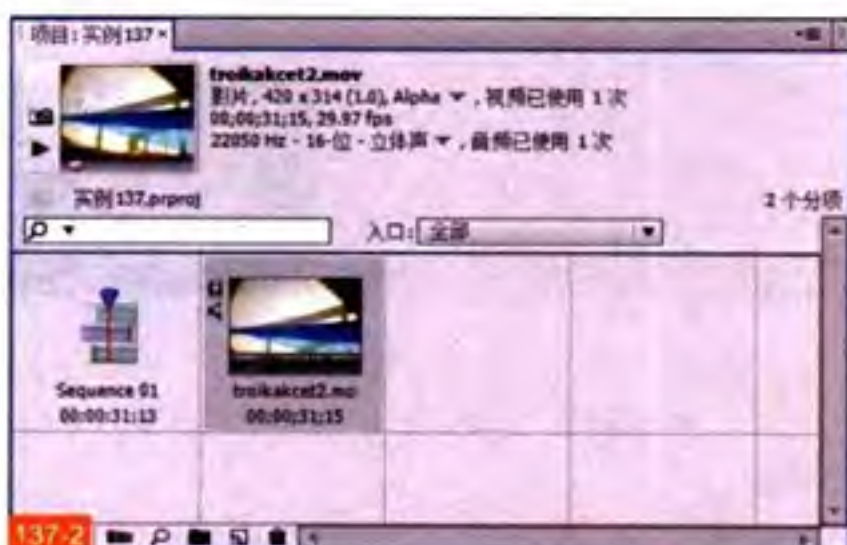 项目: 实例137 ×
troikakcet2.mov
影片, 420 x 314 (1.0), Alpha ▼ , 视频已使用 1 次
00;00;31;15, 29.97 fps
22050 Hz - 16-位 - 立体声 ▼ , 音频已使用 1 次
实例137.prproj
2 个分项
入口: 全部
Sequence 01
00:00:31:13
troikakcet2.mo
00;00;31;15
137-2